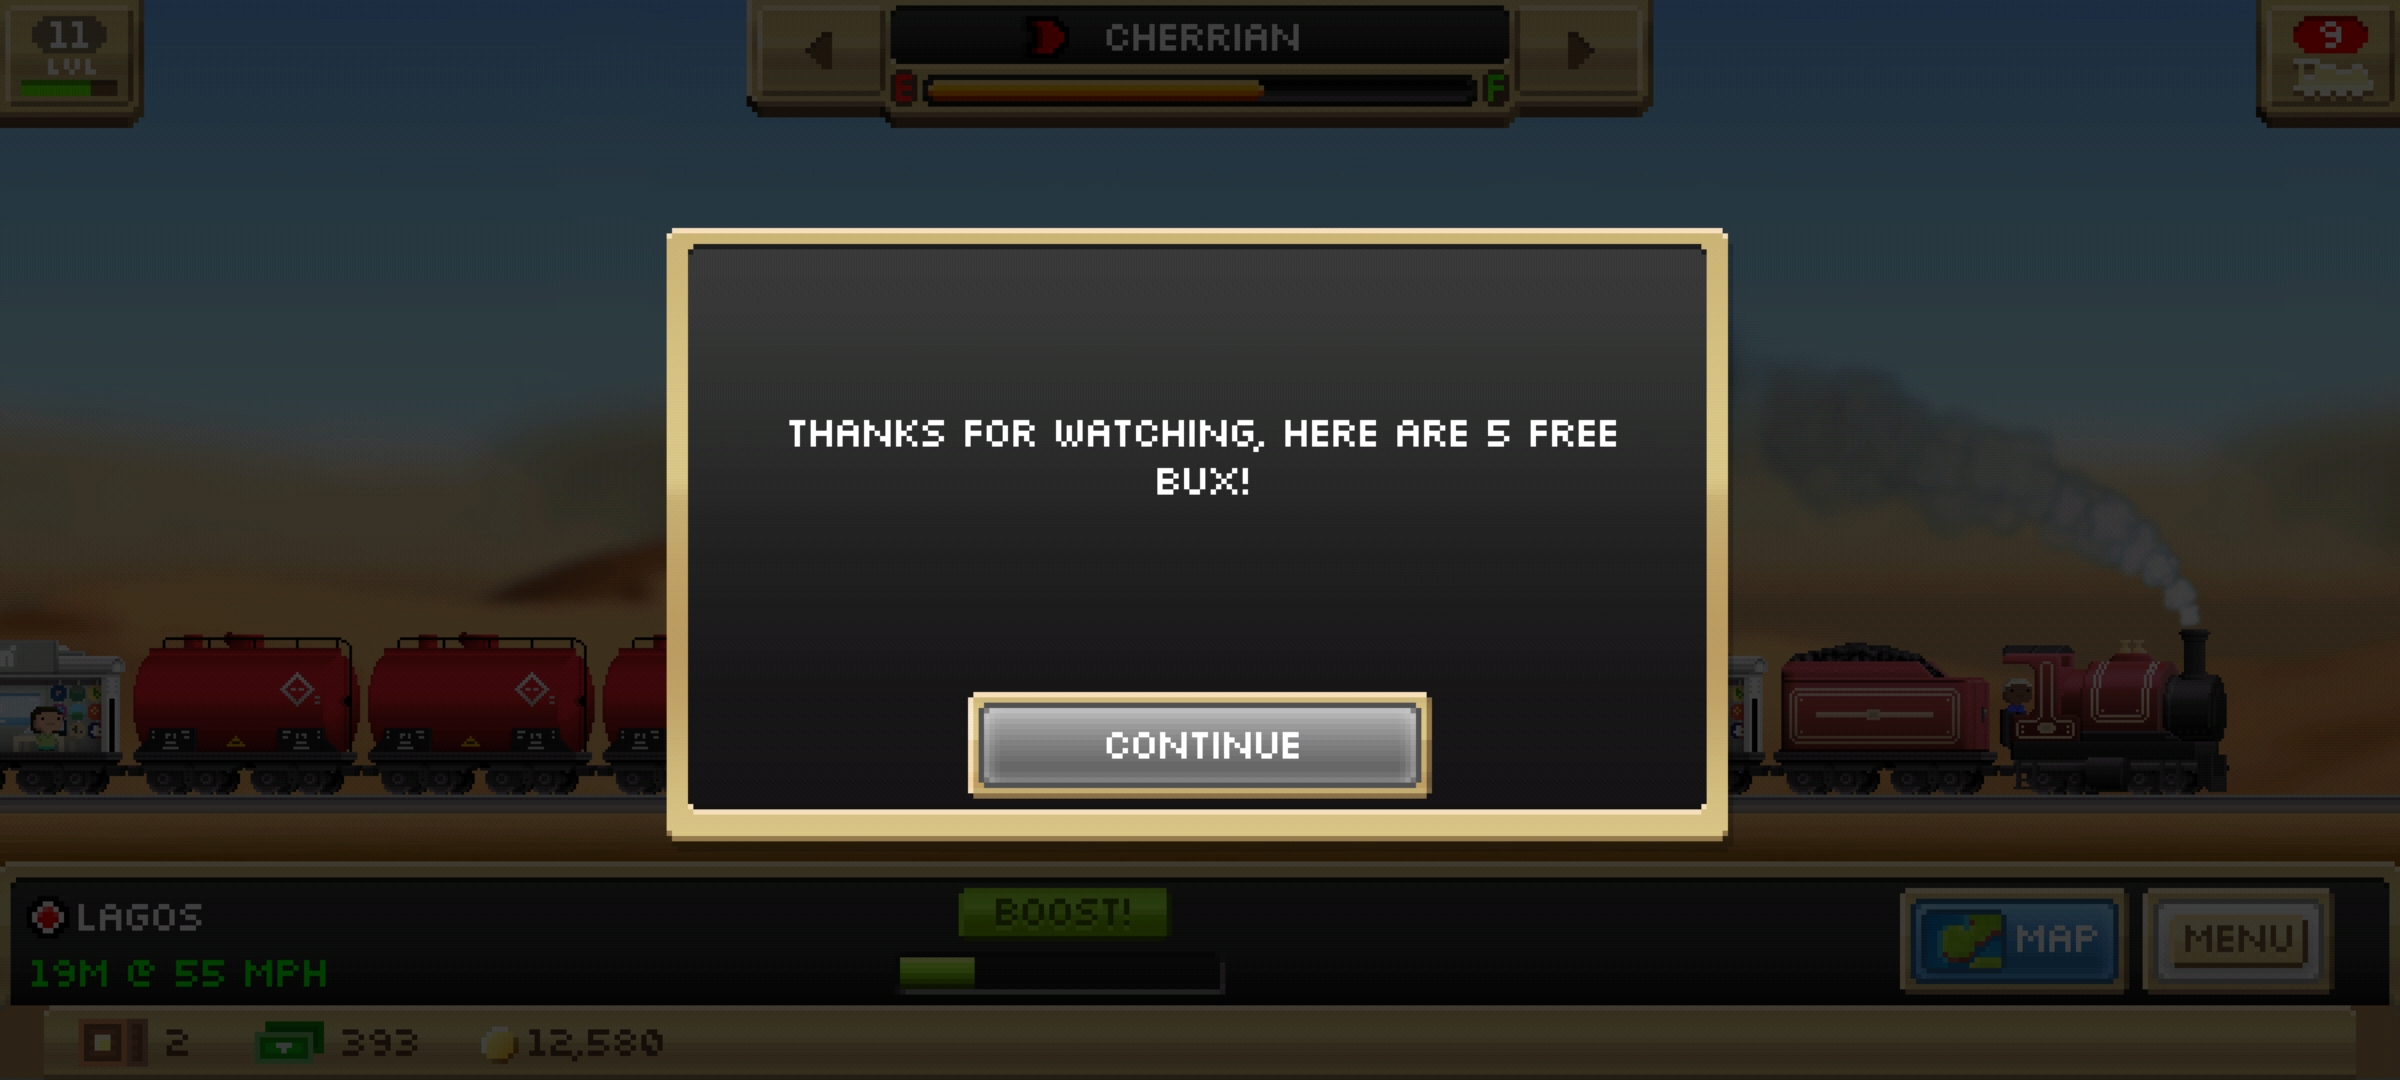 11
LVL
CHERRIAN
E F
9
THANKS FOR WATCHING, HERE ARE 5 FREE
BUX!
CONTINUE
LAGOS
19M @ 55 MPH
BOOST!
MAP
MENU
2
393
12,580